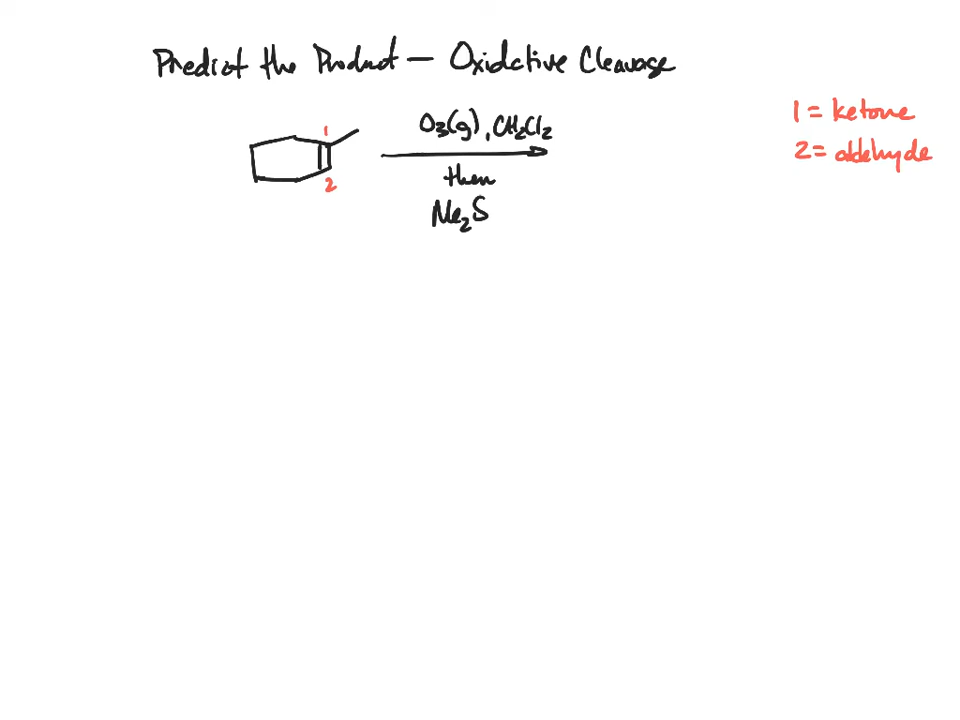 Predict the Product — Oxidative Cleavage
1 = ketone
2 = aldehyde
O3(g), CH2Cl2
1
then
2
Me2S